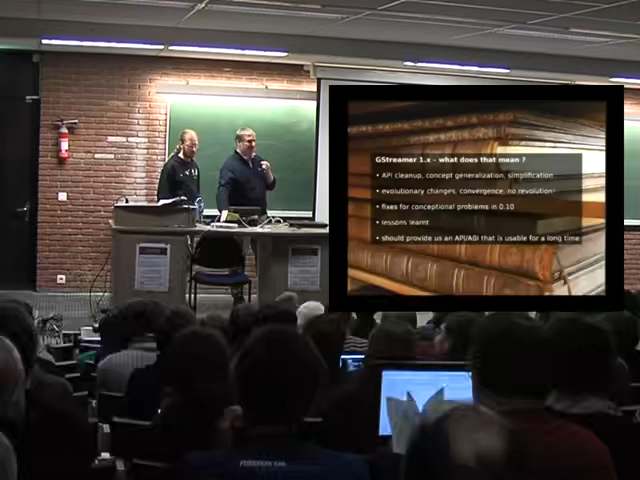 GStreamer 1.x - what does that mean ?
• API cleanup, concept generalization, simplification
• evolutionary changes, convergence, no revolution!
• fixes for conceptional problems in 0.10
• lessons learnt
• should provide us an API/ABI that is usable for a long time